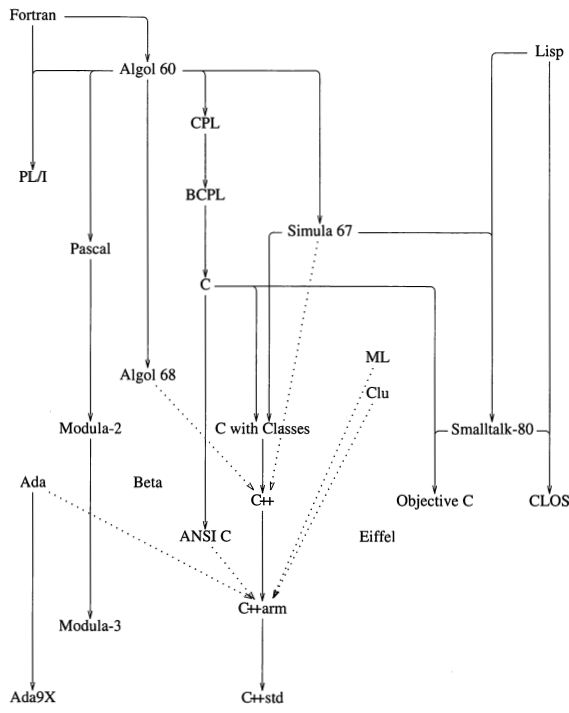 Fortran
Lisp
Algol 60
CPL
PL/I
BCPL
Simula 67
Pascal
C
ML
Algol 68
Clu
Modula-2
C with Classes
Smalltalk-80
Ada
Beta
C++
Objective C
CLOS
ANSI C
Eiffel
C++arm
Modula-3
Ada9X
C++std